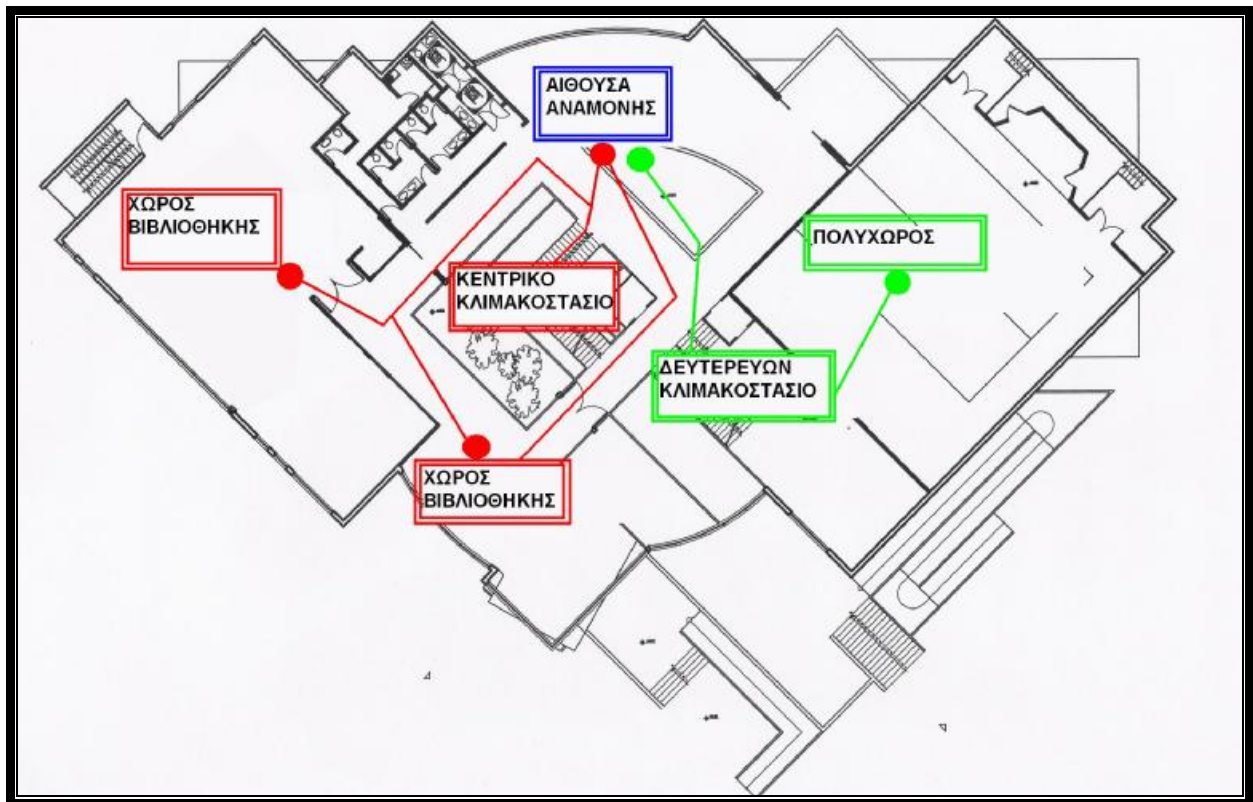 ΑΙΘΟΥΣΑ
ΑΝΑΜΟΝΗΣ
ΧΩΡΟΣ
ΒΙΒΛΙΟΘΗΚΗΣ
ΠΟΛΥΧΩΡΟΣ
ΚΕΝΤΡΙΚΟ
ΚΛΙΜΑΚΟΣΤΑΣΙΟ
ΔΕΥΤΕΡΕΥΩΝ
ΚΛΙΜΑΚΟΣΤΑΣΙΟ
ΧΩΡΟΣ
ΒΙΒΛΙΟΘΗΚΗΣ